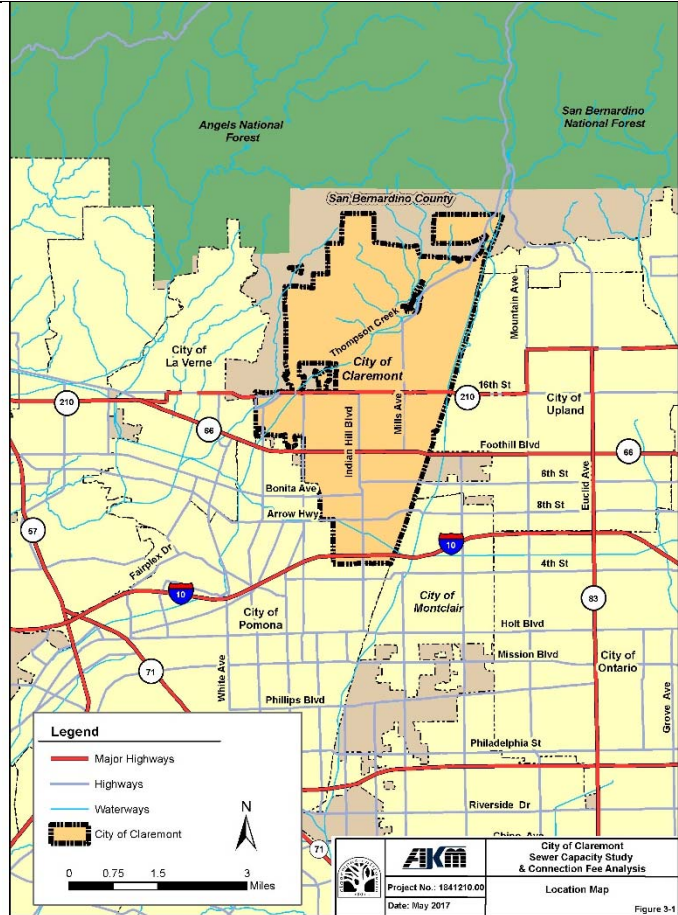 Angels National
Forest
San Bernardino
National Forest
San Bernardino County
Mountain Ave
Thompson Creek
City of
La Verne
City of
Claremont
16th St
210
210
City of
Upland
66
Indian Hill Blvd
Mills Ave
Foothill Blvd
66
6th St
Euclid Ave
Bonita Ave
8th St
Arrow Hwy
57
10
Fairplex Dr
4th St
10
City of
Montclair
83
City of
Pomona
Holt Blvd
Mission Blvd
City of
Ontario
71
White Ave
Grove Ave
Phillips Blvd
Philadelphia St
Riverside Dr
71
Legend
Major Highways
Highways
Waterways
City of Claremont
N
0 0.75 1.5 3
Miles
AKM
Project No.: 1841210.00
Date: May 2017
City of Claremont
Sewer Capacity Study
& Connection Fee Analysis
Location Map
Figure 3-1